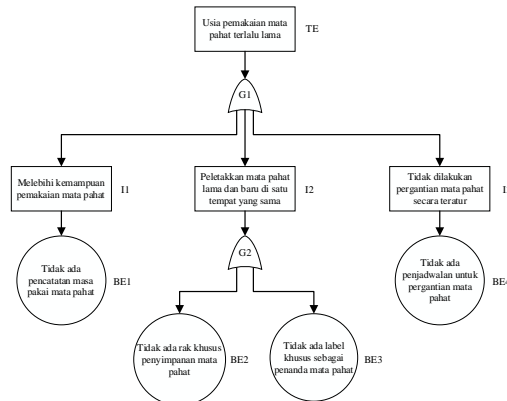 Usia pemakaian mata
pahat terlalu lama
TE
G1
Melebihi kemampuan
pemakaian mata pahat
I1
Peletakkan mata pahat
lama dan baru di satu
tempat yang sama
I2
Tidak dilakukan
pergantian mata pahat
secara teratur
I
Tidak ada
pencatatan masa
pakai mata pahat
BE1
G2
Tidak ada
penjadwalan untuk
pergantian mata
pahat
BE4
Tidak ada rak khusus
penyimpanan mata
pahat
BE2
Tidak ada label
khusus sebagai
penanda mata pahat
BE3